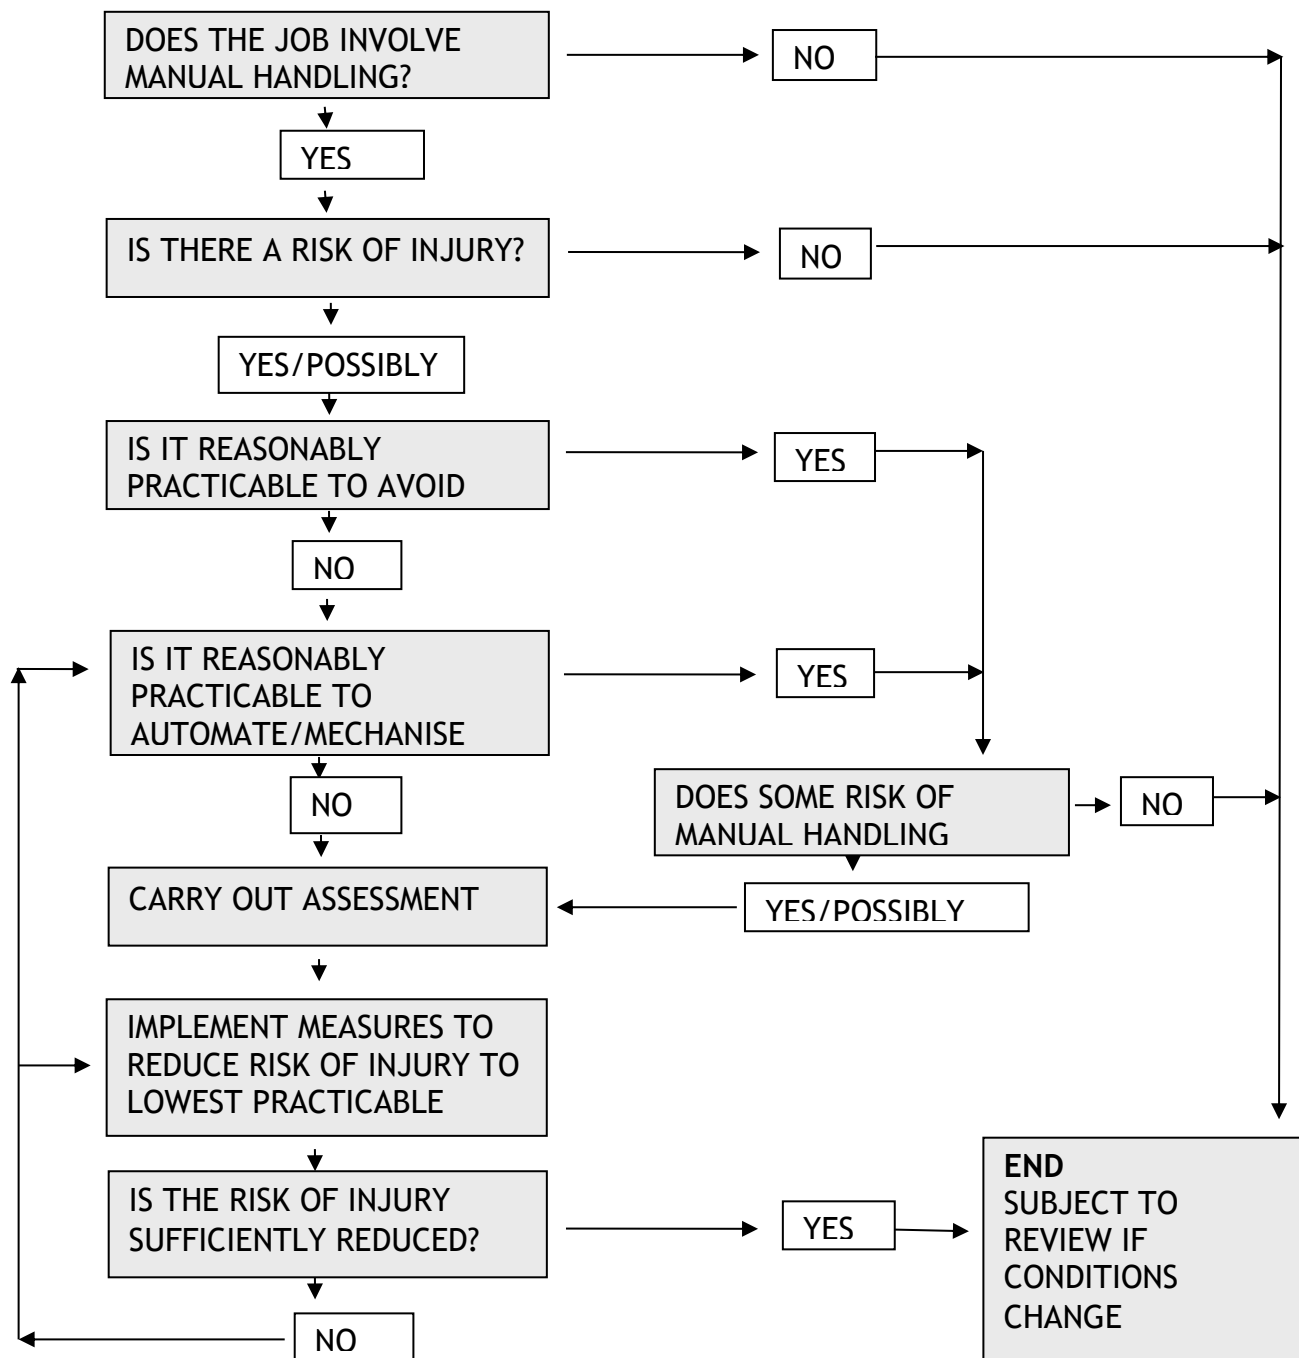 DOES THE JOB INVOLVE
MANUAL HANDLING?
NO
YES
IS THERE A RISK OF INJURY?
NO
YES/POSSIBLY
IS IT REASONABLY
PRACTICABLE TO AVOID
YES
NO
IS IT REASONABLY
PRACTICABLE TO
AUTOMATE/MECHANISE
YES
NO
DOES SOME RISK OF
MANUAL HANDLING
NO
CARRY OUT ASSESSMENT
YES/POSSIBLY
IMPLEMENT MEASURES TO
REDUCE RISK OF INJURY TO
LOWEST PRACTICABLE
IS THE RISK OF INJURY
SUFFICIENTLY REDUCED?
YES
END
SUBJECT TO
REVIEW IF
CONDITIONS
CHANGE
NO